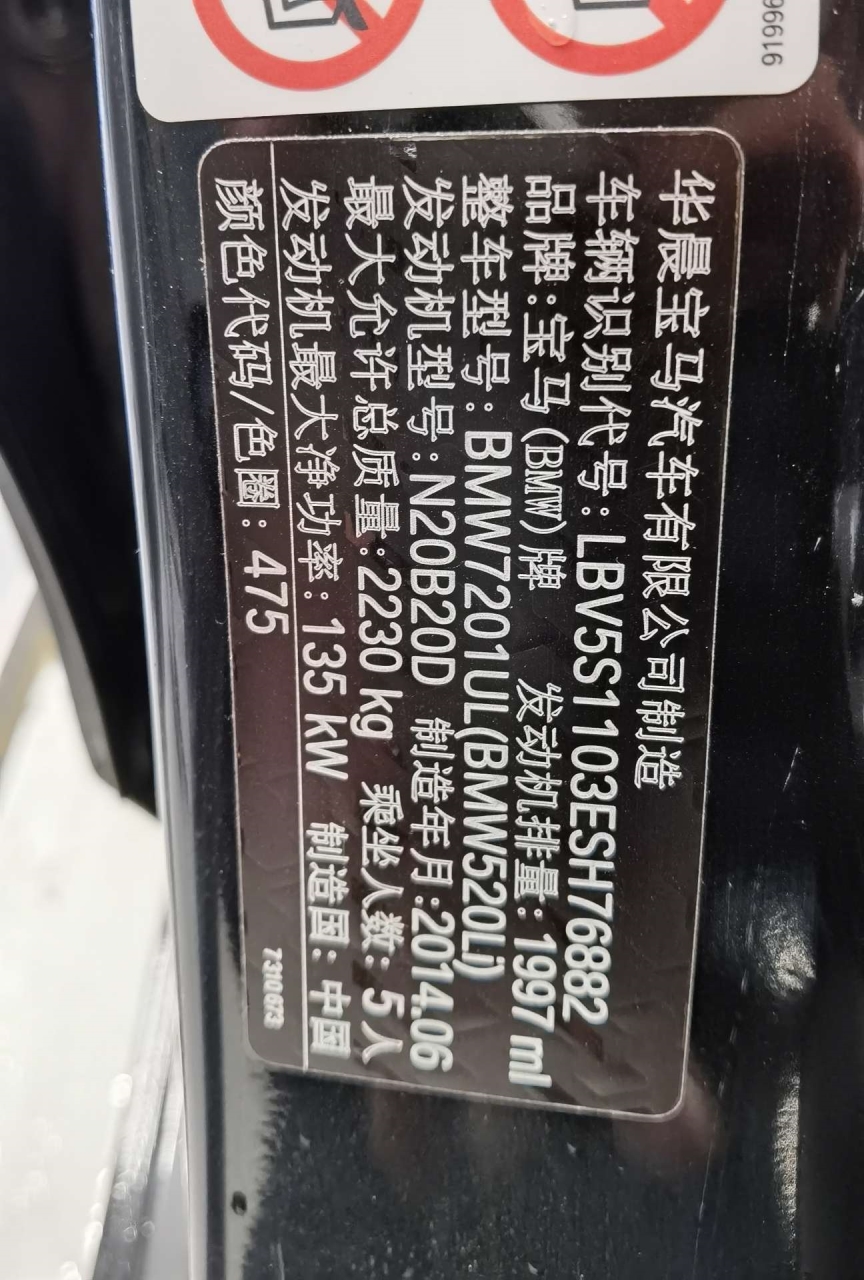 91996
华晨宝马汽车有限公司制造
车辆识别代号：LBV5S1103ESH76882
品牌：宝马(BMW)牌 发动机排量：1997 ml
整车型号：BMW7201UL(BMW520Li)
发动机型号：N20B20D 制造年月：2014.06
最大允许总质量：2230 kg 乘坐人数：5人
发动机最大净功率：135 kW 制造国：中国
颜色代码/色圈：475
7 310 673